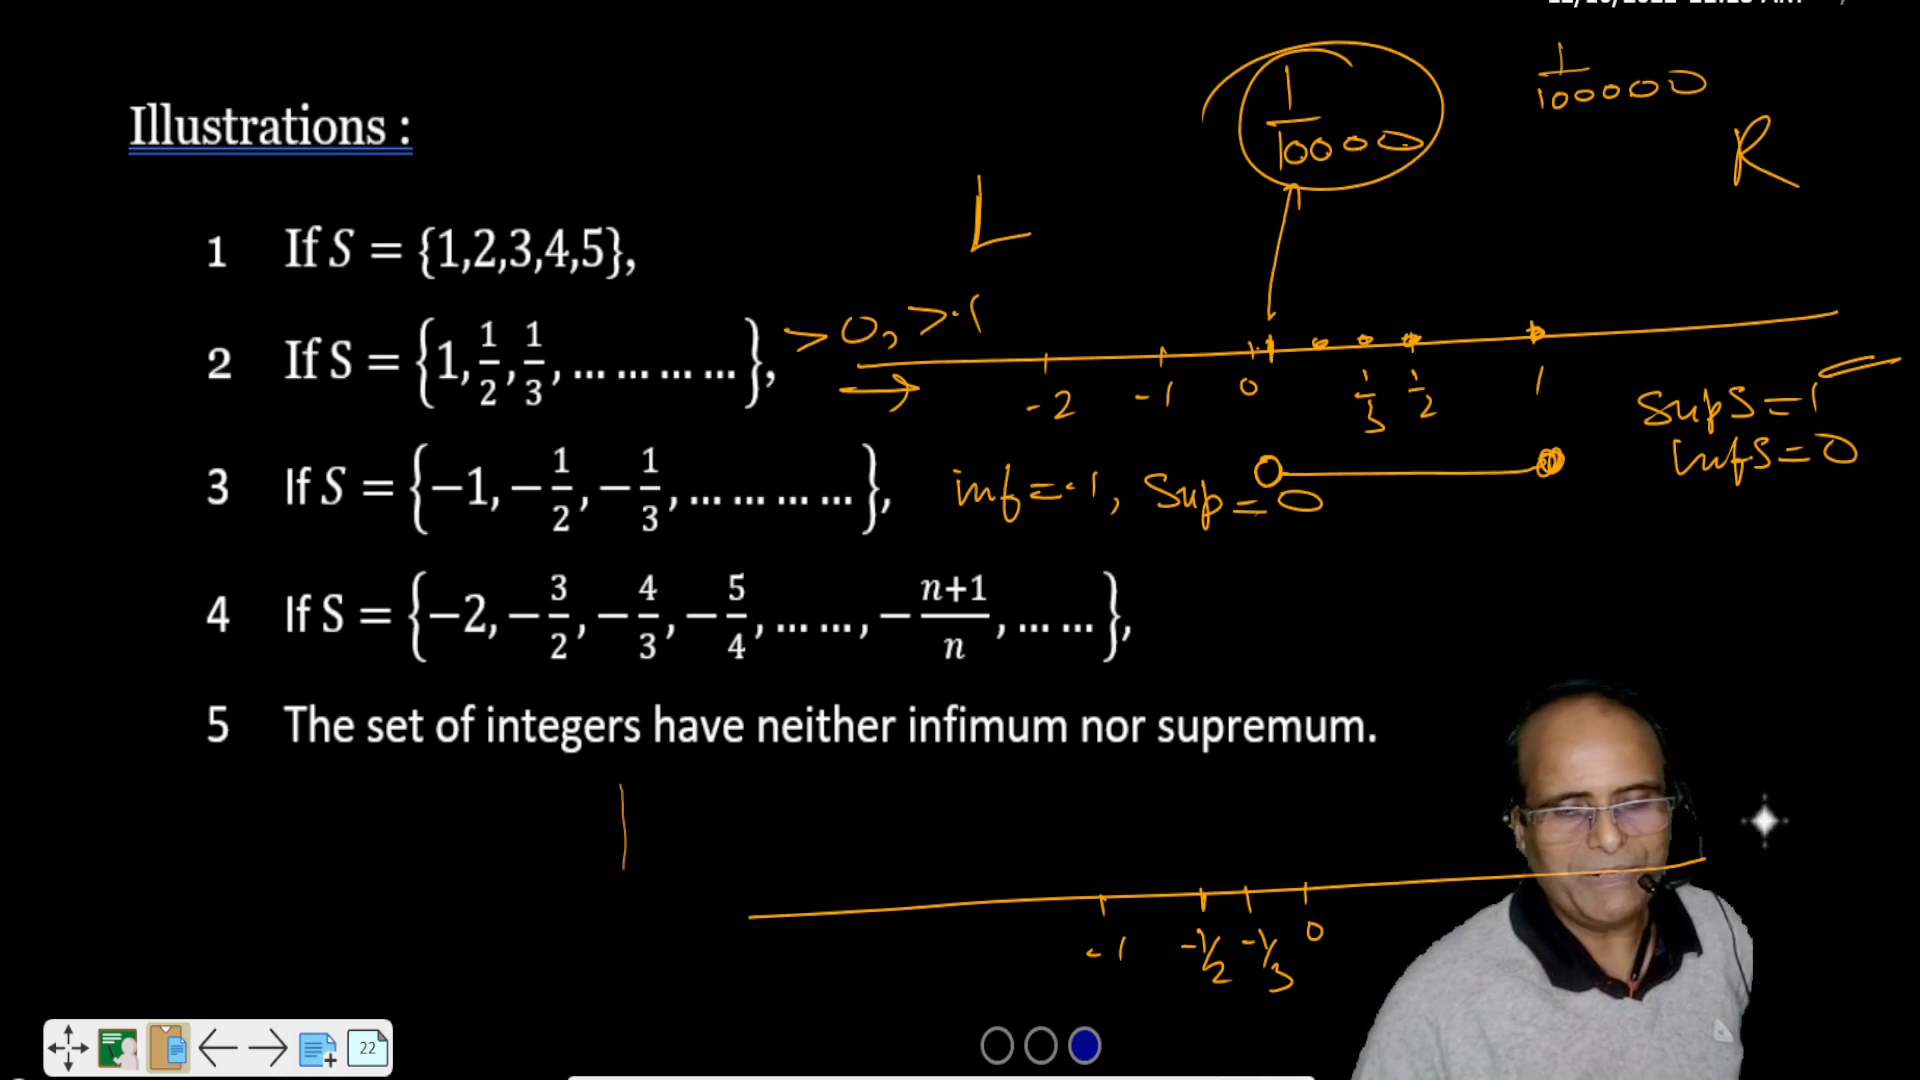 Illustrations :
1
10000
1
100000
R
L
1 If S = {1,2,3,4,5},
2 If S = {1, 1/2, 1/3, ... ... ... ...}, > 0, > -1
-2 -1 0 1/3 1/2 1
Sup S = 1
Inf S = 0
3 If S = {−1, −1/2, −1/3, ... ... ... ...}, inf = -1, Sup = 0
4 If S = {−2, −3/2, −4/3, −5/4, ... ..., −n+1/n, ... ...},
5 The set of integers have neither infimum nor supremum.
-1 -1/2 -1/3 0
22